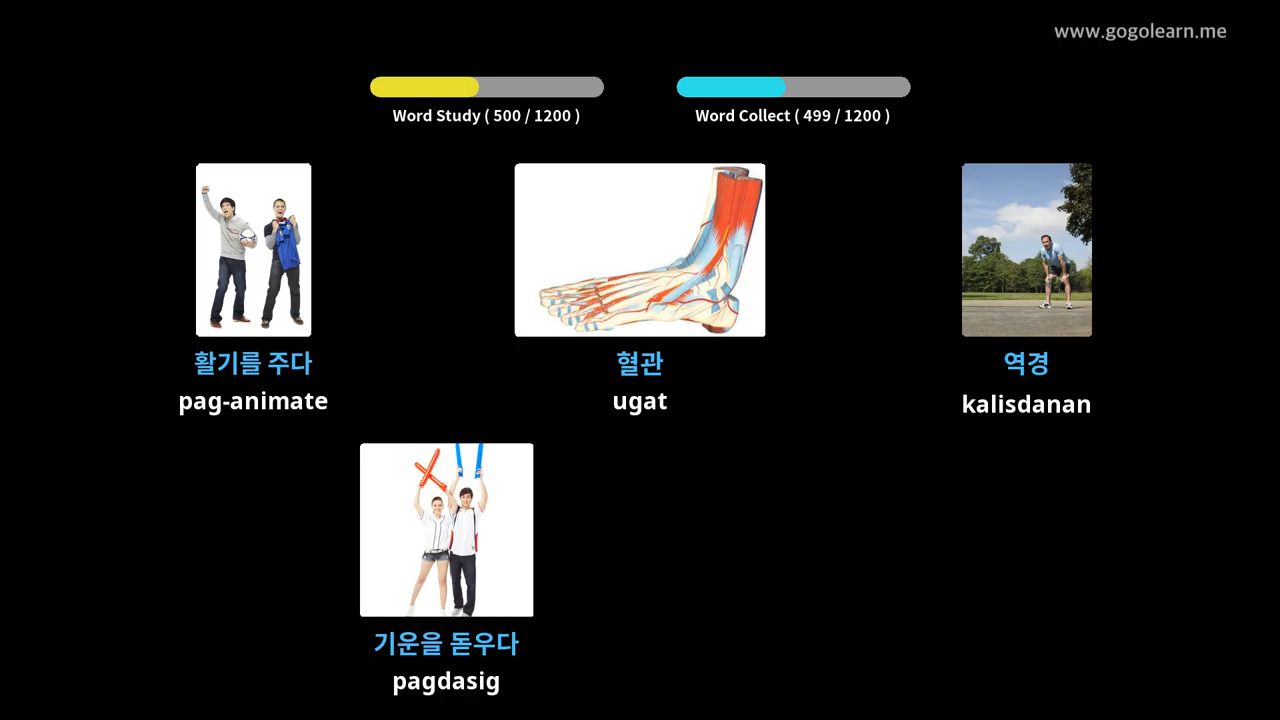 www.gogolearn.me
Word Study ( 500 / 1200 )
Word Collect ( 499 / 1200 )
활기를 주다
pag-animate
혈관
ugat
역경
kalisdanan
기운을 돋우다
pagdasig